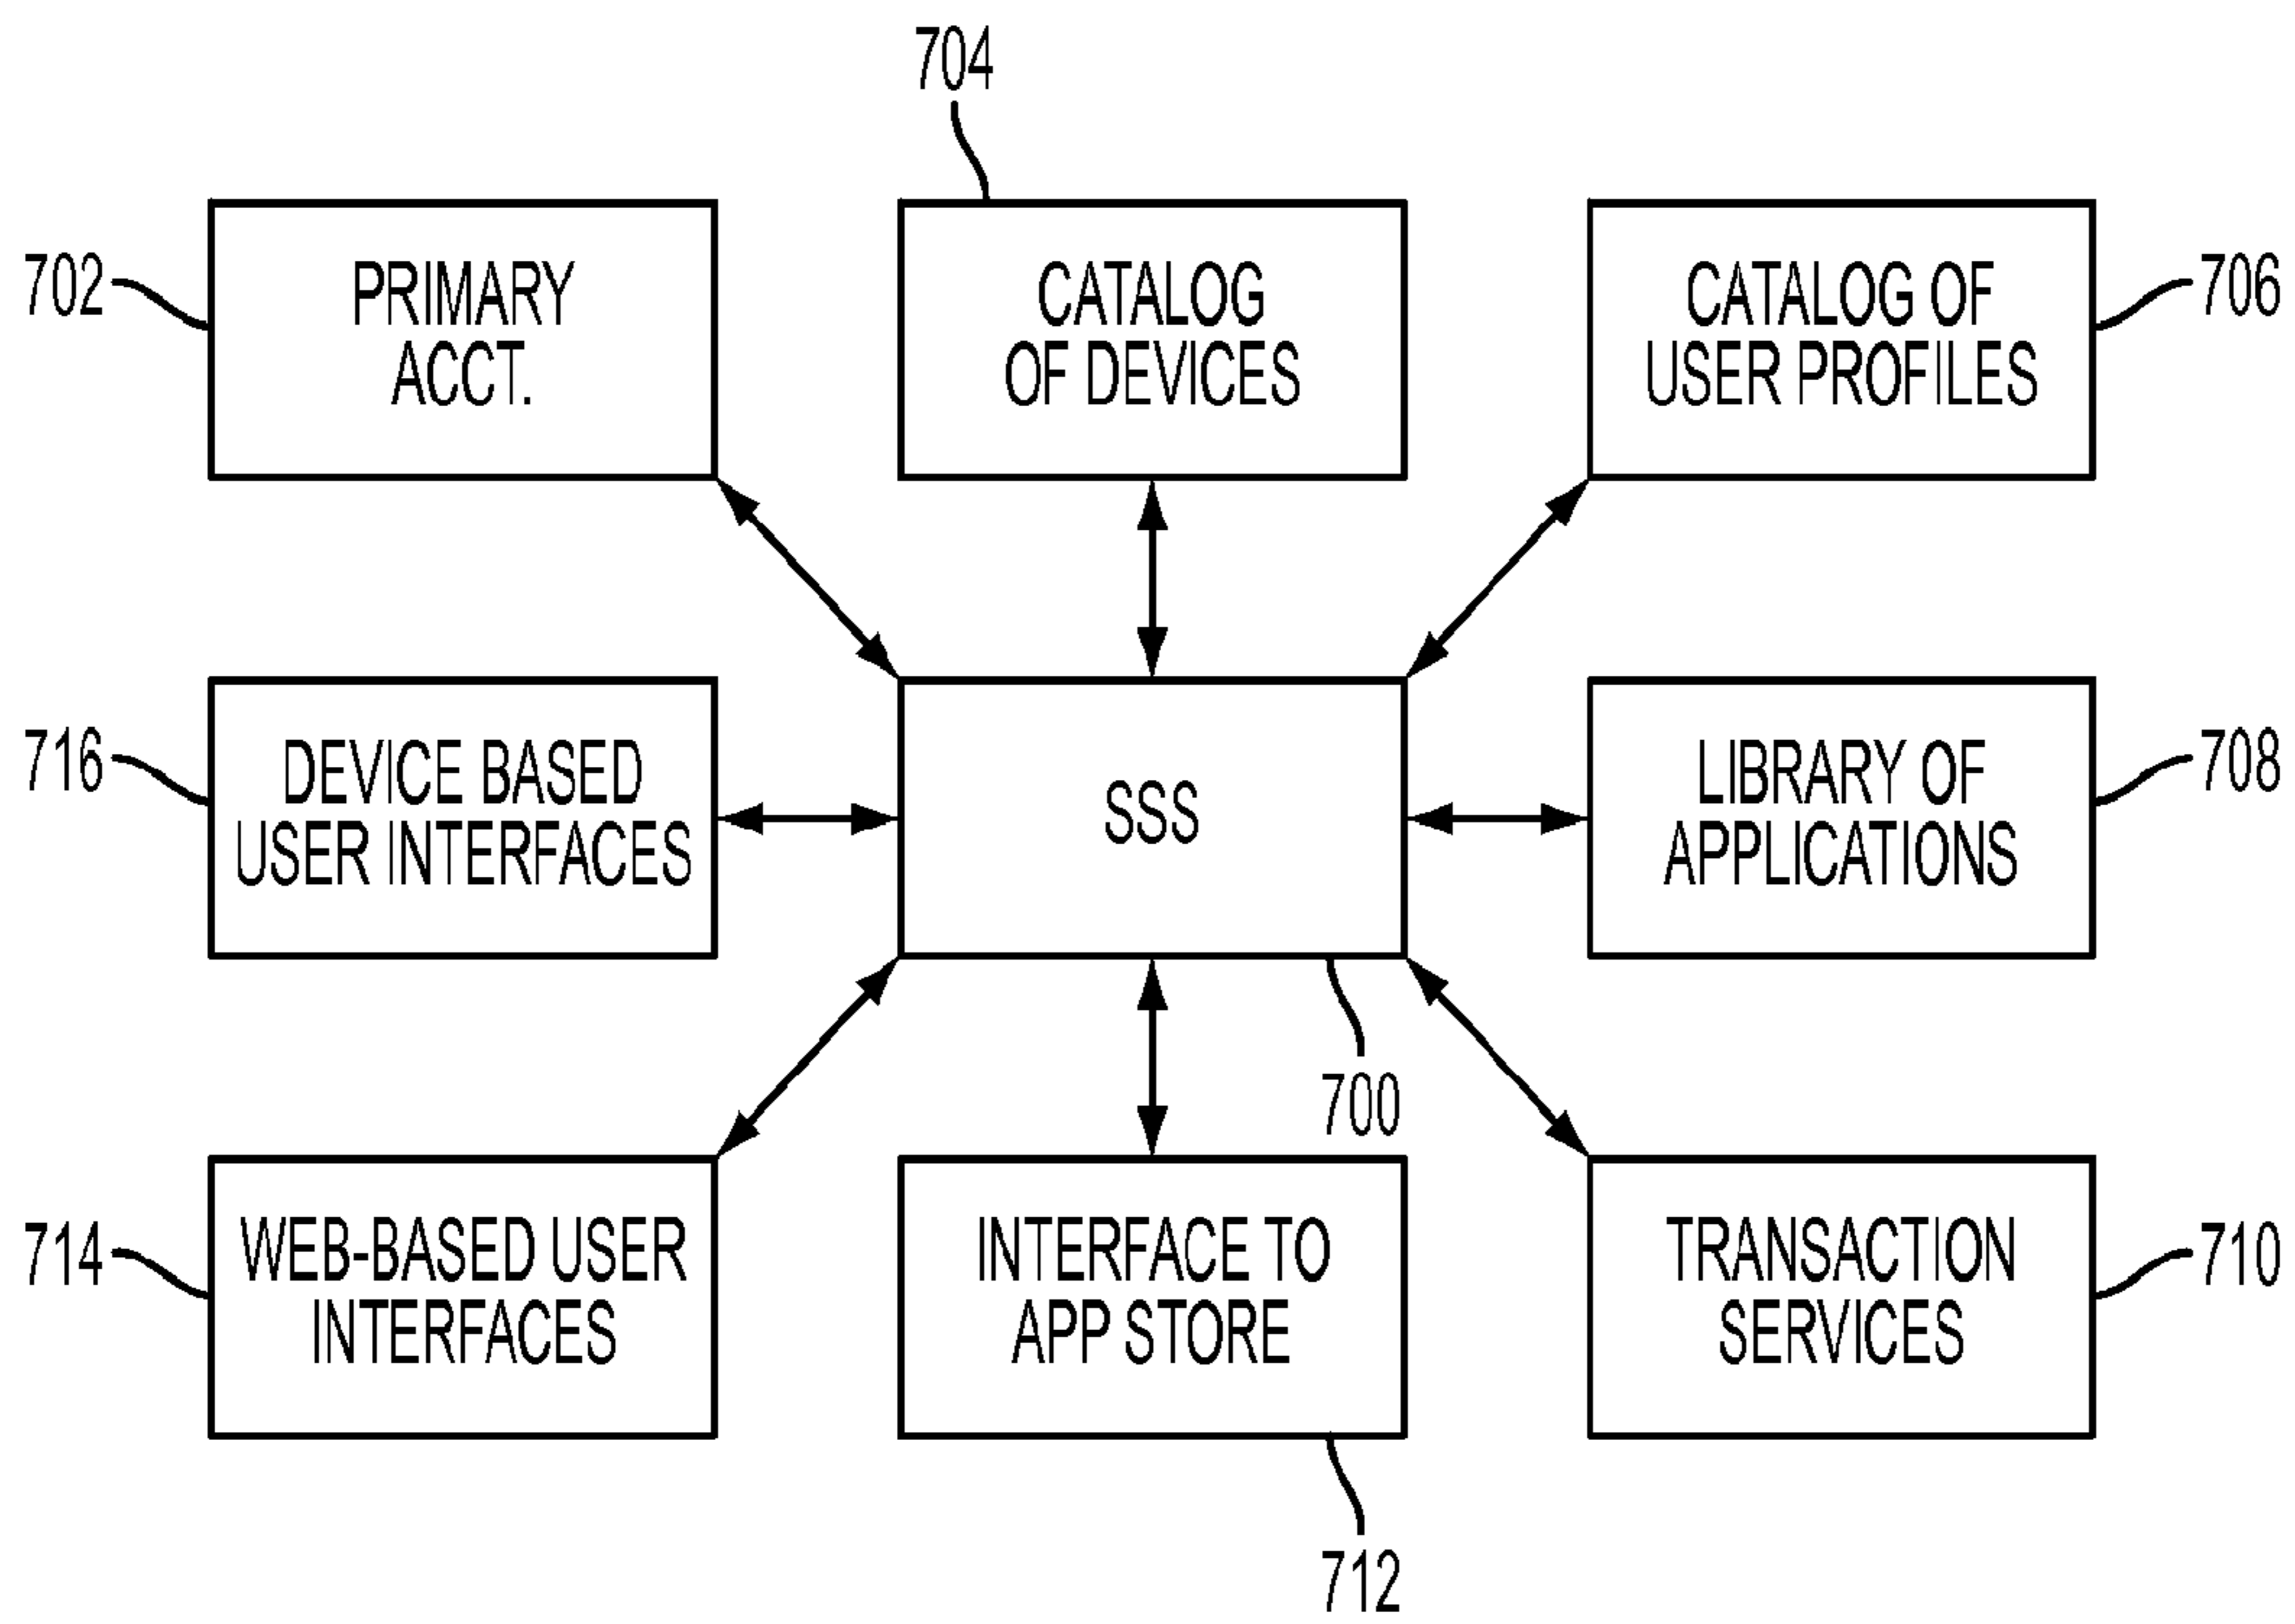 704
702
PRIMARY
ACCT.
CATALOG
OF DEVICES
CATALOG OF
USER PROFILES
706
716
DEVICE BASED
USER INTERFACES
SSS
LIBRARY OF
APPLICATIONS
708
700
714
WEB-BASED USER
INTERFACES
INTERFACE TO
APP STORE
TRANSACTION
SERVICES
710
712